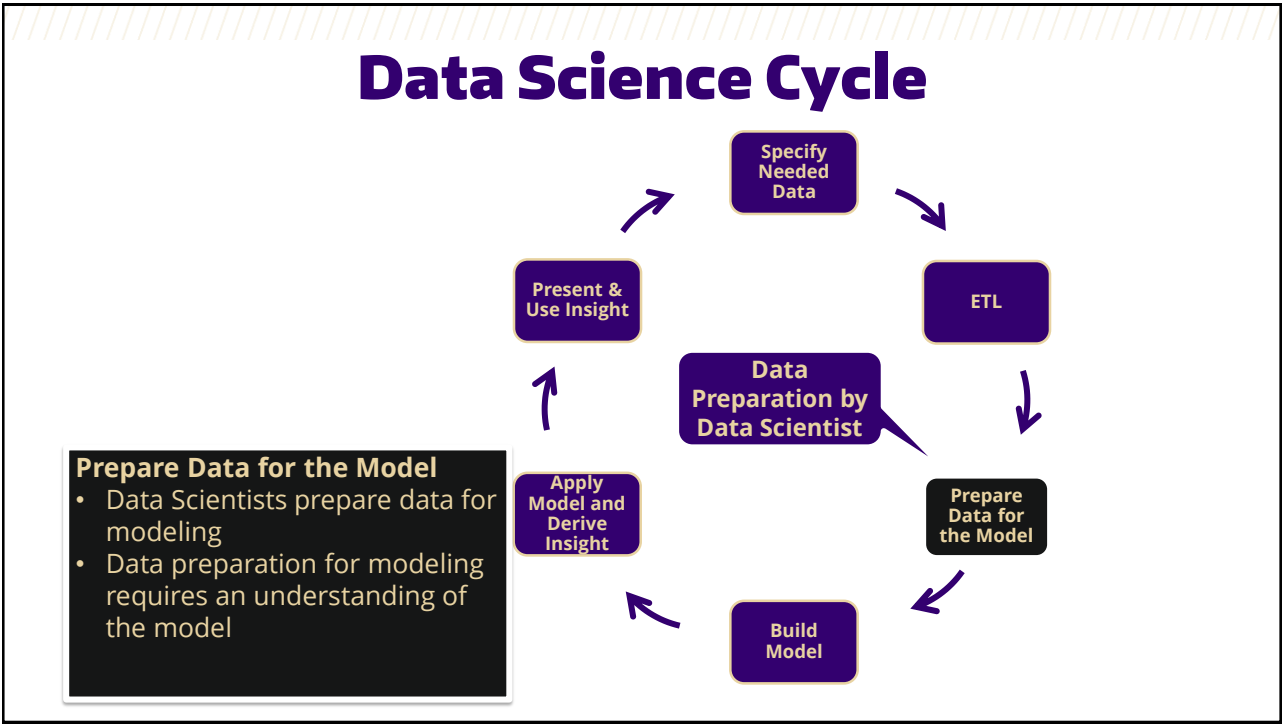 Data Science Cycle
Specify
Needed
Data
ETL
Present &
Use Insight
Data
Preparation by
Data Scientist
Prepare Data for the Model
• Data Scientists prepare data for
modeling
• Data preparation for modeling
requires an understanding of
the model
Apply
Model and
Derive
Insight
Prepare
Data for
the Model
Build
Model